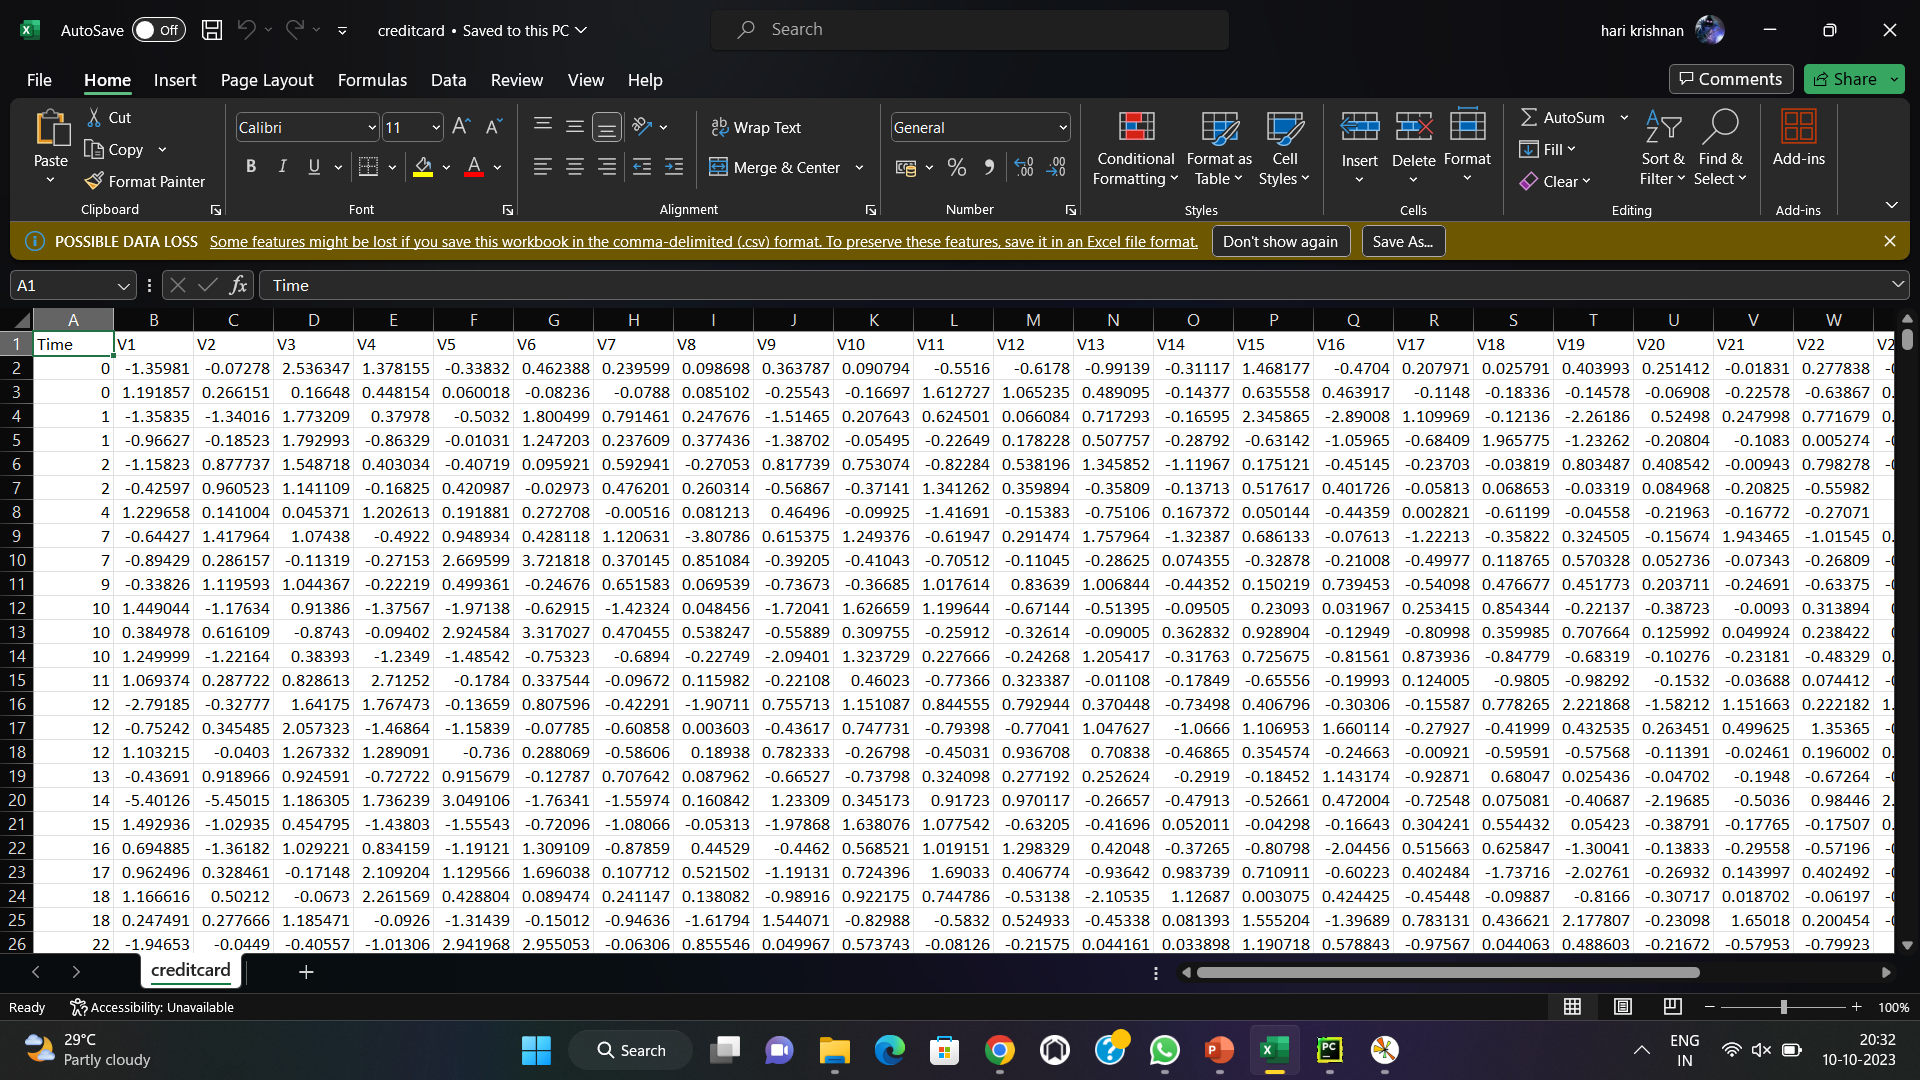 AutoSave Off creditcard • Saved to this PC Search hari krishnan
File Home Insert Page Layout Formulas Data Review View Help Comments Share
Paste Cut Copy Format Painter Clipboard
Calibri 11 B I U A Font
Wrap Text Merge & Center Alignment
General % Number
Conditional Formatting Format as Table Cell Styles Styles
Insert Delete Format Cells
AutoSum Fill Clear Sort & Filter Find & Select Editing
Add-ins Add-ins
POSSIBLE DATA LOSS Some features might be lost if you save this workbook in the comma-delimited (.csv) format. To preserve these features, save it in an Excel file format. Don't show again Save As...
A1 fx Time
A B C D E F G H I J K L M N O P Q R S T U V W
1 Time V1 V2 V3 V4 V5 V6 V7 V8 V9 V10 V11 V12 V13 V14 V15 V16 V17 V18 V19 V20 V21 V22
2 0 -1.35981 -0.07278 2.536347 1.378155 -0.33832 0.462388 0.239599 0.098698 0.363787 0.090794 -0.5516 -0.6178 -0.99139 -0.31117 1.468177 -0.4704 0.207971 0.025791 0.403993 0.251412 -0.01831 0.277838
3 0 1.191857 0.266151 0.16648 0.448154 0.060018 -0.08236 -0.0788 0.085102 -0.25543 -0.16697 1.612727 1.065235 0.489095 -0.14377 0.635558 0.463917 -0.1148 -0.18336 -0.14578 -0.06908 -0.22578 -0.63867
4 1 -1.35835 -1.34016 1.773209 0.37978 -0.5032 1.800499 0.791461 0.247676 -1.51465 0.207643 0.624501 0.066084 0.717293 -0.16595 2.345865 -2.89008 1.109969 -0.12136 -2.26186 0.52498 0.247998 0.771679
5 1 -0.96627 -0.18523 1.792993 -0.86329 -0.01031 1.247203 0.237609 0.377436 -1.38702 -0.05495 -0.22649 0.178228 0.507757 -0.28792 -0.63142 -1.05965 -0.68409 1.965775 -1.23262 -0.20804 -0.1083 0.005274
6 2 -1.15823 0.877737 1.548718 0.403034 -0.40719 0.095921 0.592941 -0.27053 0.817739 0.753074 -0.82284 0.538196 1.345852 -1.11967 0.175121 -0.45145 -0.23703 -0.03819 0.803487 0.408542 -0.00943 0.798278
7 2 -0.42597 0.960523 1.141109 -0.16825 0.420987 -0.02973 0.476201 0.260314 -0.56867 -0.37141 1.341262 0.359894 -0.35809 -0.13713 0.517617 0.401726 -0.05813 0.068653 -0.03319 0.084968 -0.20825 -0.55982
8 4 1.229658 0.141004 0.045371 1.202613 0.191881 0.272708 -0.00516 0.081213 0.46496 -0.09925 -1.41691 -0.15383 -0.75106 0.167372 0.050144 -0.44359 0.002821 -0.61199 -0.04558 -0.21963 -0.16772 -0.27071
9 7 -0.64427 1.417964 1.07438 -0.4922 0.948934 0.428118 1.120631 -3.80786 0.615375 1.249376 -0.61947 0.291474 1.757964 -1.32387 0.686133 -0.07613 -1.22213 -0.35822 0.324505 -0.15674 1.943465 -1.01545
10 7 -0.89429 0.286157 -0.11319 -0.27153 2.669599 3.721818 0.370145 0.851084 -0.39205 -0.41043 -0.70512 -0.11045 -0.28625 0.074355 -0.32878 -0.21008 -0.49977 0.118765 0.570328 0.052736 -0.07343 -0.26809
11 9 -0.33826 1.119593 1.044367 -0.22219 0.499361 -0.24676 0.651583 0.069539 -0.73673 -0.36685 1.017614 0.83639 1.006844 -0.44352 0.150219 0.739453 -0.54098 0.476677 0.451773 0.203711 -0.24691 -0.63375
12 10 1.449044 -1.17634 0.91386 -1.37567 -1.97138 -0.62915 -1.42324 0.048456 -1.72041 1.626659 1.199644 -0.67144 -0.51395 -0.09505 0.23093 0.031967 0.253415 0.854344 -0.22137 -0.38723 -0.0093 0.313894
13 10 0.384978 0.616109 -0.8743 -0.09402 2.924584 3.317027 0.470455 0.538247 -0.55889 0.309755 -0.25912 -0.32614 -0.09005 0.362832 0.928904 -0.12949 -0.80998 0.359985 0.707664 0.125992 0.049924 0.238422
14 10 1.249999 -1.22164 0.38393 -1.2349 -1.48542 -0.75323 -0.6894 -0.22749 -2.09401 1.323729 0.227666 -0.24268 1.205417 -0.31763 0.725675 -0.81561 0.873936 -0.84779 -0.68319 -0.10276 -0.23181 -0.48329
15 11 1.069374 0.287722 0.828613 2.71252 -0.1784 0.337544 -0.09672 0.115982 -0.22108 0.46023 -0.77366 0.323387 -0.01108 -0.17849 -0.65556 -0.19993 0.124005 -0.9805 -0.98292 -0.1532 -0.03688 0.074412
16 12 -2.79185 -0.32777 1.64175 1.767473 -0.13659 0.807596 -0.42291 -1.90711 0.755713 1.151087 0.844555 0.792944 0.370448 -0.73498 0.406796 -0.30306 -0.15587 0.778265 2.221868 -1.58212 1.151663 0.222182
17 12 -0.75242 0.345485 2.057323 -1.46864 -1.15839 -0.07785 -0.60858 0.003603 -0.43617 0.747731 -0.79398 -0.77041 1.047627 -1.0666 1.106953 1.660114 -0.27927 -0.41999 0.432535 0.263451 0.499625 1.35365
18 12 1.103215 -0.0403 1.267332 1.289091 -0.736 0.288069 -0.58606 0.18938 0.782333 -0.26798 -0.45031 0.936708 0.70838 -0.46865 0.354574 -0.24663 -0.00921 -0.59591 -0.57568 -0.11391 -0.02461 0.196002
19 13 -0.43691 0.918966 0.924591 -0.72722 0.915679 -0.12787 0.707642 0.087962 -0.66527 -0.73798 0.324098 0.277192 0.252624 -0.2919 -0.18452 1.143174 -0.92871 0.68047 0.025436 -0.04702 -0.1948 -0.67264
20 14 -5.40126 -5.45015 1.186305 1.736239 3.049106 -1.76341 -1.55974 0.160842 1.23309 0.345173 0.91723 0.970117 -0.26657 -0.47913 -0.52661 0.472004 -0.72548 0.075081 -0.40687 -2.19685 -0.5036 0.98446
21 15 1.492936 -1.02935 0.454795 -1.43803 -1.55543 -0.72096 -1.08066 -0.05313 -1.97868 1.638076 1.077542 -0.63205 -0.41696 0.052011 -0.04298 -0.16643 0.304241 0.554432 0.05423 -0.38791 -0.17765 -0.17507
22 16 0.694885 -1.36182 1.029221 0.834159 -1.19121 1.309109 -0.87859 0.44529 -0.4462 0.568521 1.019151 1.298329 0.42048 -0.37265 -0.80798 -2.04456 0.515663 0.625847 -1.30041 -0.13833 -0.29558 -0.57196
23 17 0.962496 0.328461 -0.17148 2.109204 1.129566 1.696038 0.107712 0.521502 -1.19131 0.724396 1.69033 0.406774 -0.93642 0.983739 0.710911 -0.60223 0.402484 -1.73716 -2.02761 -0.26932 0.143997 0.402492
24 18 1.166616 0.50212 -0.0673 2.261569 0.428804 0.089474 0.241147 0.138082 -0.98916 0.922175 0.744786 -0.53138 -2.10535 1.12687 0.003075 0.424425 -0.45448 -0.09887 -0.8166 -0.30717 0.018702 -0.06197
25 18 0.247491 0.277666 1.185471 -0.0926 -1.31439 -0.15012 -0.94636 -1.61794 1.544071 -0.82988 -0.5832 0.524933 -0.45338 0.081393 1.555204 -1.39689 0.783131 0.436621 2.177807 -0.23098 1.65018 0.200454
26 22 -1.94653 -0.0449 -0.40557 -1.01306 2.941968 2.955053 -0.06306 0.855546 0.049967 0.573743 -0.08126 -0.21575 0.044161 0.033898 1.190718 0.578843 -0.97567 0.044063 0.488603 -0.21672 -0.57953 -0.79923
creditcard
Ready Accessibility: Unavailable 100%
29°C Partly cloudy Search ENG IN 20:32 10-10-2023